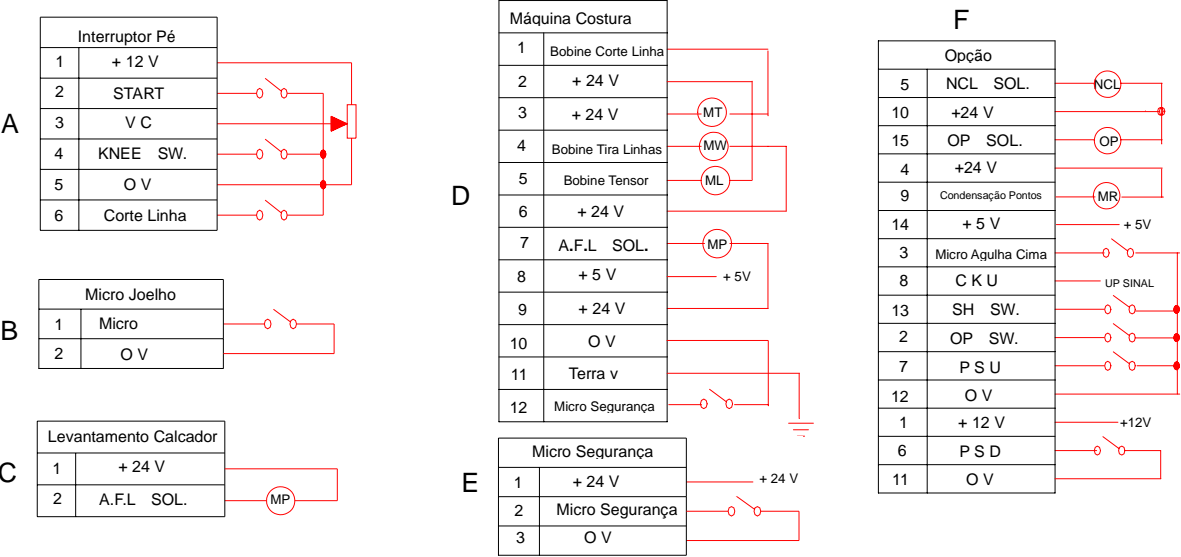 A
Interruptor Pé
1 + 12 V
2 START
3 V C
4 KNEE SW.
5 O V
6 Corte Linha
B
Micro Joelho
1 Micro
2 O V
C
Levantamento Calcador
1 + 24 V
2 A.F.L SOL. MP
D
Máquina Costura
1 Bobine Corte Linha
2 + 24 V
3 + 24 V MT
4 Bobine Tira Linhas MW
5 Bobine Tensor ML
6 + 24 V
7 A.F.L SOL. MP
8 + 5 V + 5V
9 + 24 V
10 O V
11 Terra v
12 Micro Segurança
E
Micro Segurança
1 + 24 V + 24 V
2 Micro Segurança
3 O V
F
Opção
5 NCL SOL. NCL
10 +24 V
15 OP SOL. OP
4 +24 V
9 Condensação Pontos MR
14 + 5 V + 5V
3 Micro Agulha Cima
8 C K U UP SINAL
13 SH SW.
2 OP SW.
7 P S U
12 O V
1 + 12 V +12V
6 P S D
11 O V